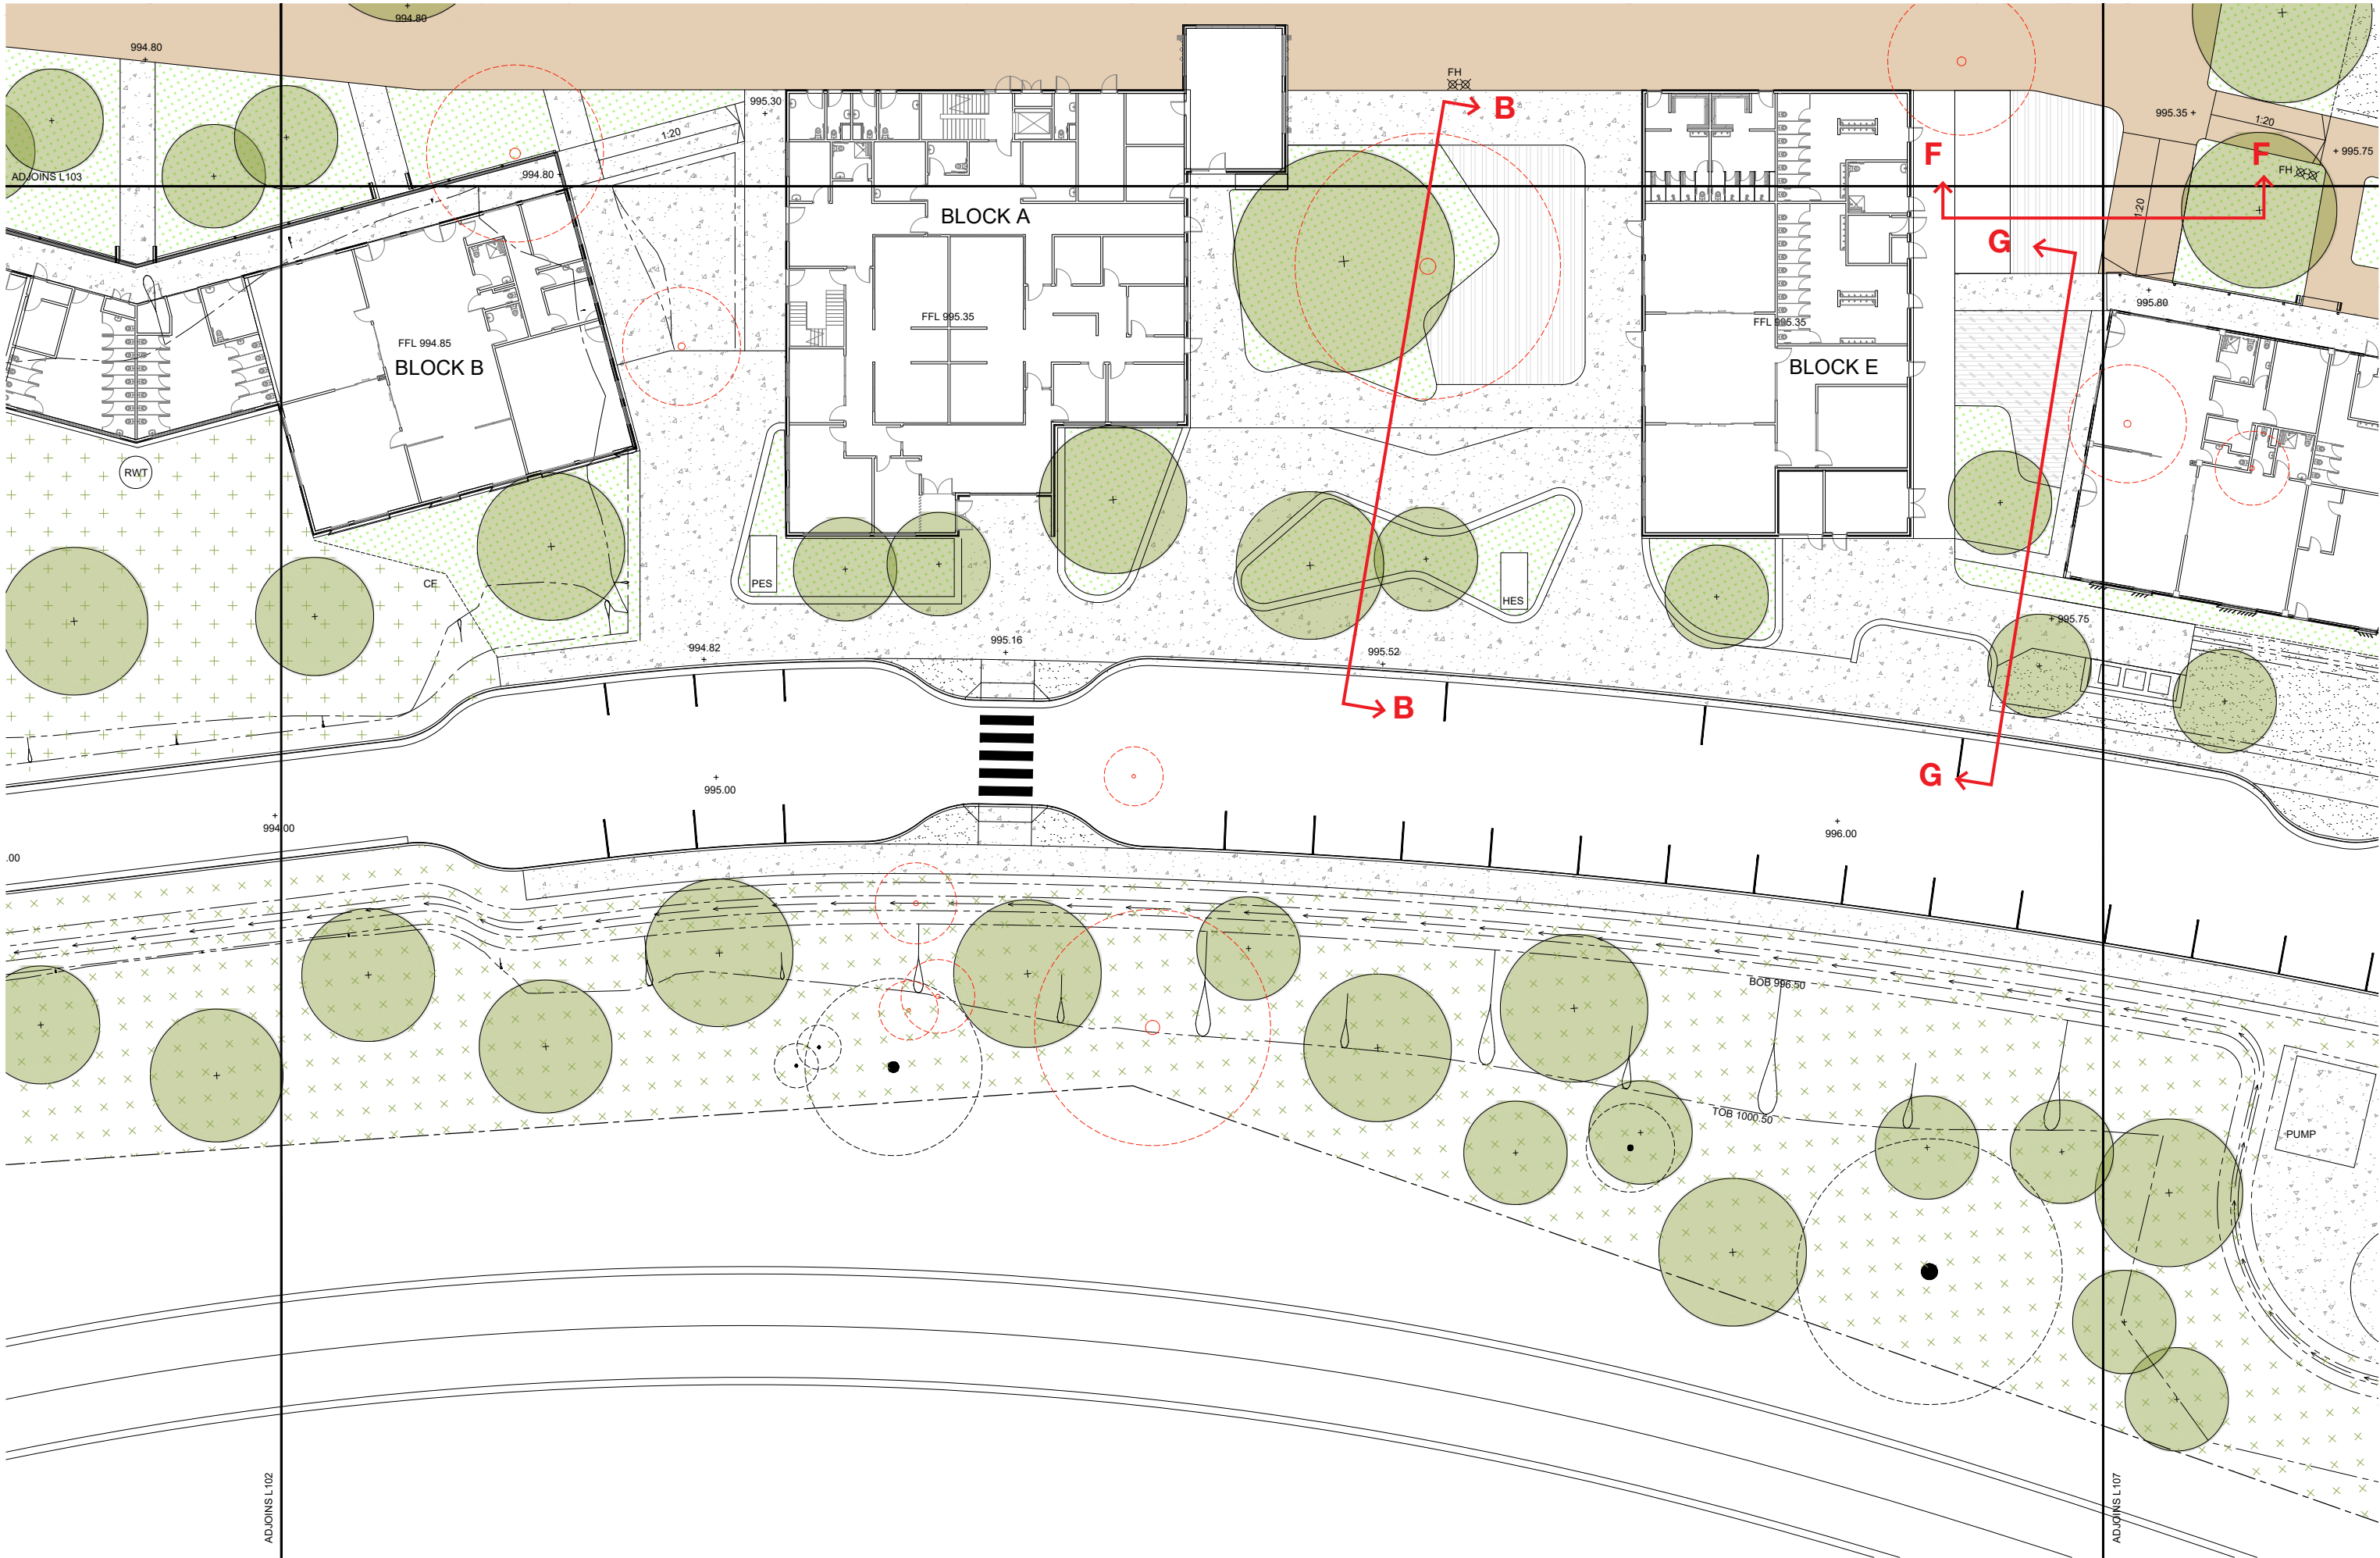 994.80
994.80
995.30
FH
B
995.35 +
1:20
1:20
F
F
+ 995.75
FH
ADJOINS L103
994.80
BLOCK A
1:20
G
995.80
FFL 995.35
FFL 995.35
FFL 994.85
BLOCK B
BLOCK E
RWT
CE
PES
HES
995.16
994.82
995.52
+ 995.75
B
G
995.00
994.00
996.00
.00
BOB 996.50
TOB 1000.50
PUMP
ADJOINS L102
ADJOINS L107